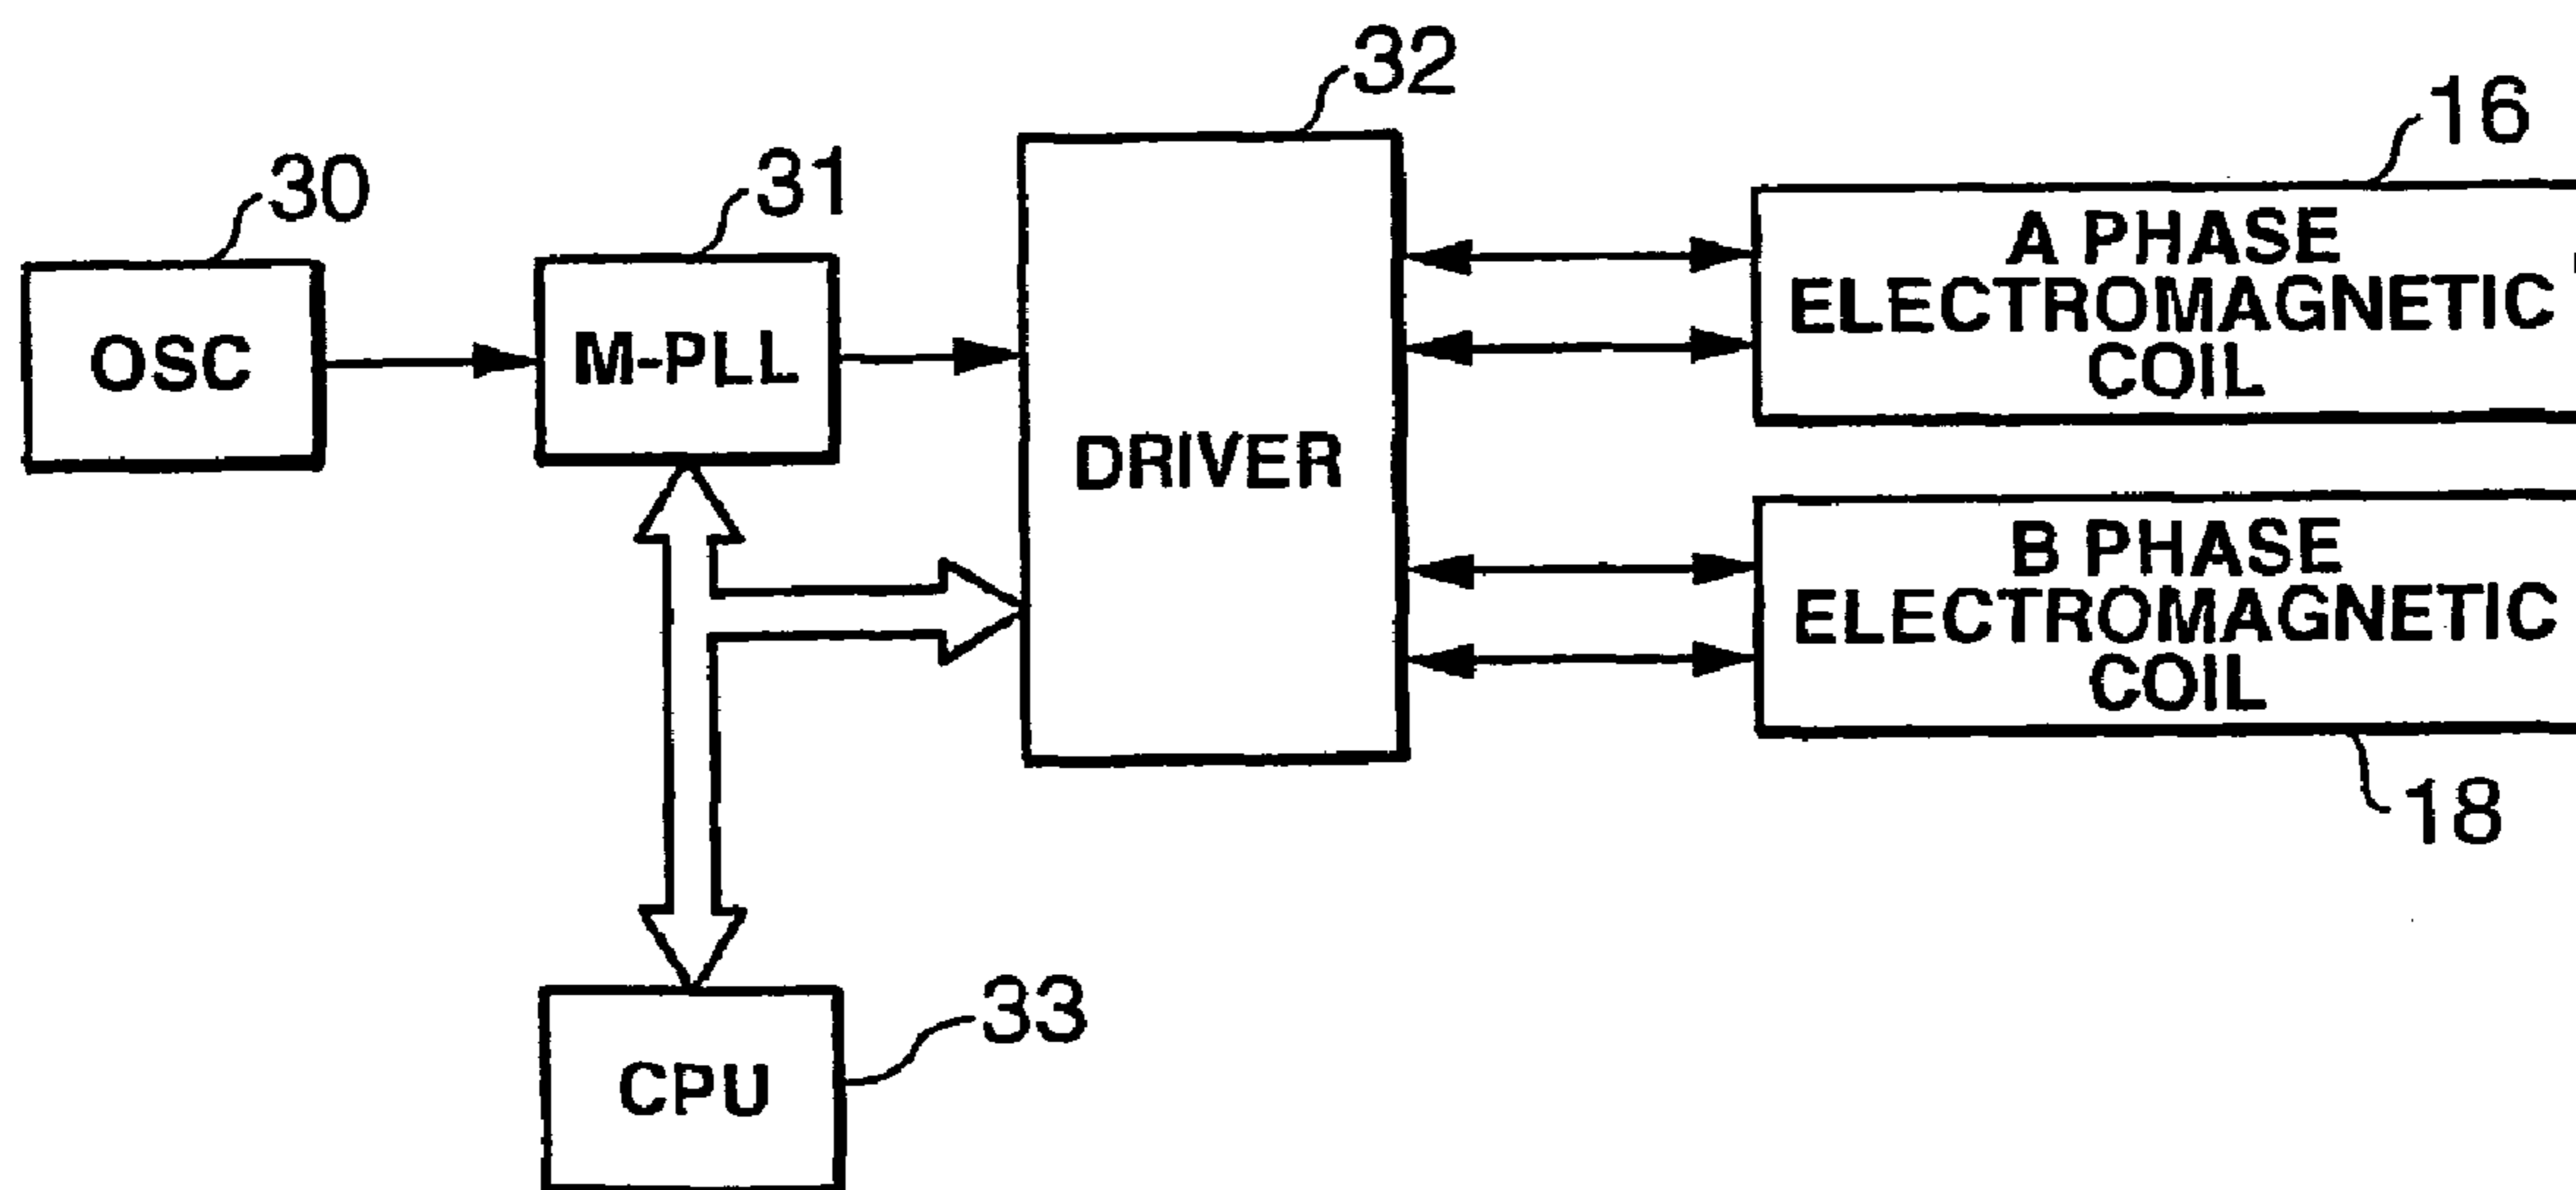 32
16
30
31
OSC
M-PLL
DRIVER
A PHASE
ELECTROMAGNETIC
COIL
B PHASE
ELECTROMAGNETIC
COIL
18
33
CPU